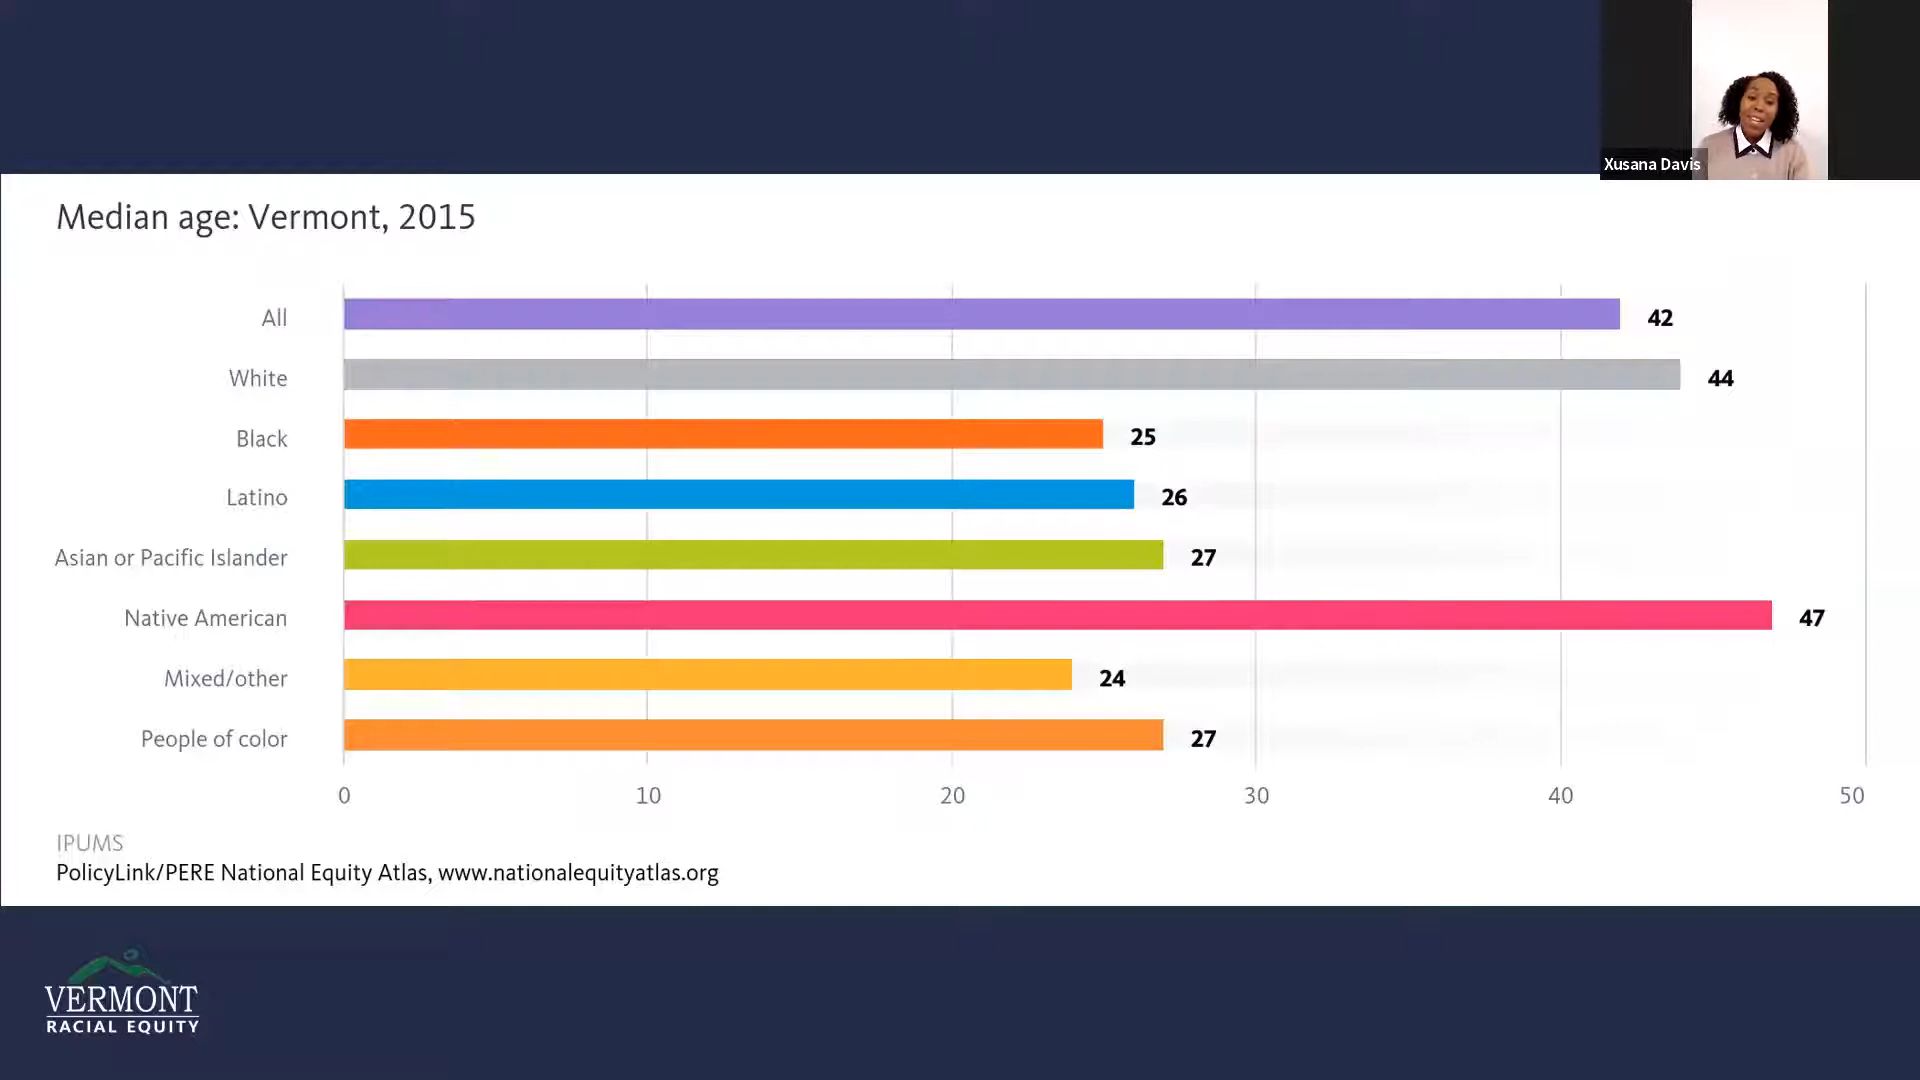 Xusana Davis
Median age: Vermont, 2015
All 42
White 44
Black 25
Latino 26
Asian or Pacific Islander 27
Native American 47
Mixed/other 24
People of color 27
0 10 20 30 40 50
IPUMS
PolicyLink/PERE National Equity Atlas, www.nationalequityatlas.org
VERMONT
RACIAL EQUITY